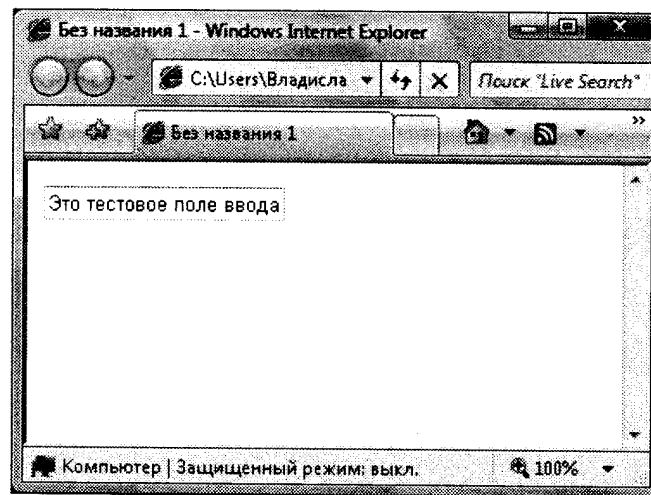 Без названия 1 - Windows Internet Explorer
C:\Users\Владисла
Поиск "Live Search"
Без названия 1
»
Это тестовое поле ввода
Компьютер | Защищенный режим: выкл.
100%